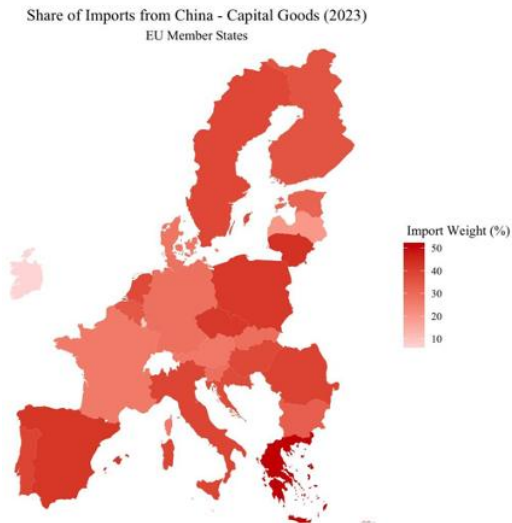 Share of Imports from China - Capital Goods (2023)
EU Member States
Import Weight (%)
50
40
30
20
10